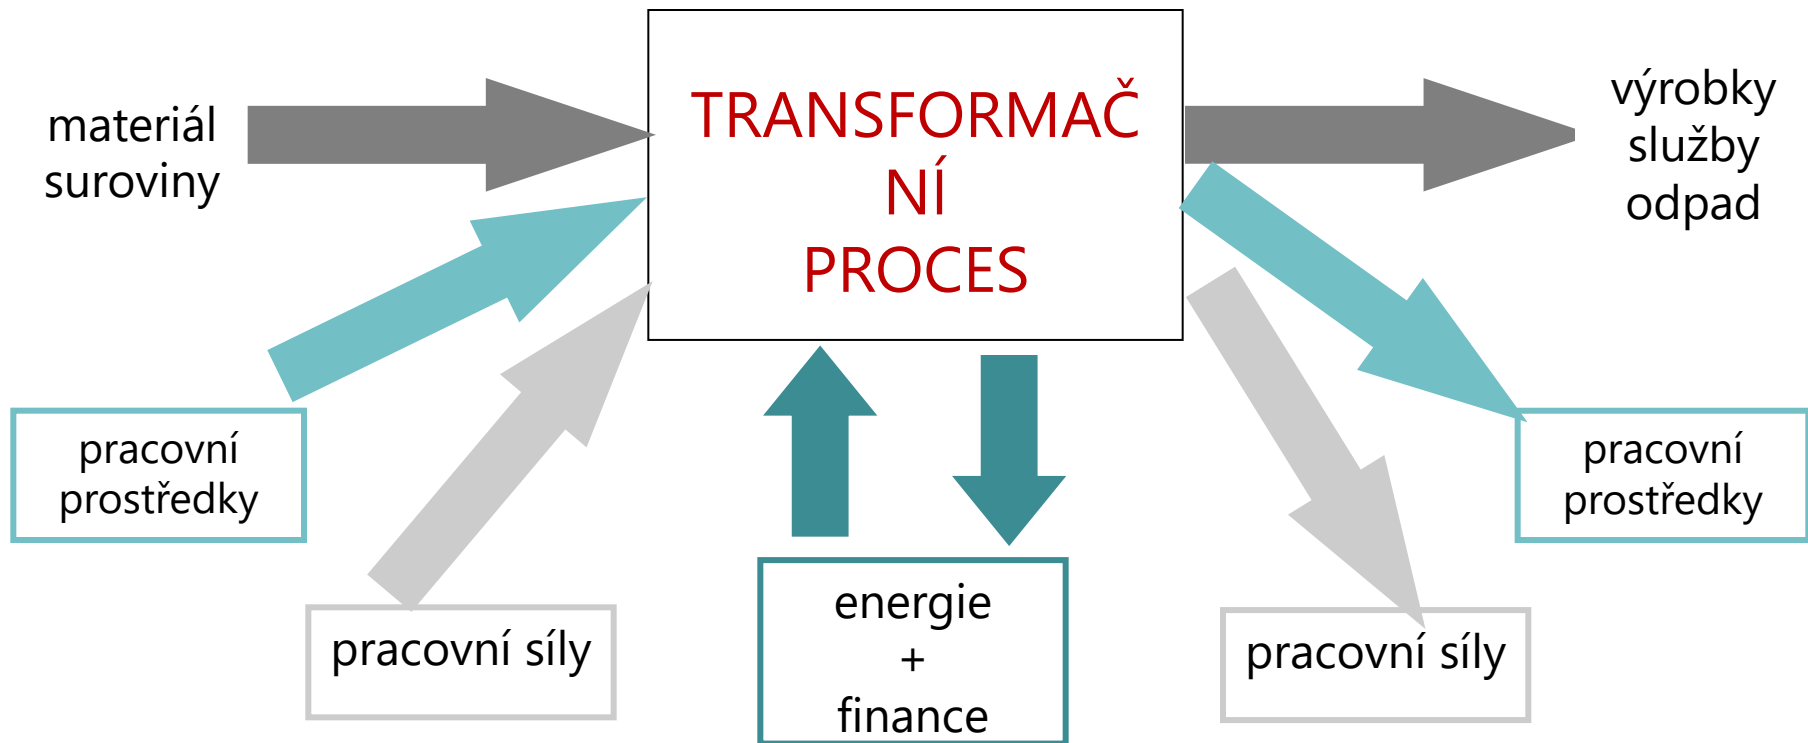 materiál
suroviny
TRANSFORMAČ
NÍ
PROCES
výrobky
služby
odpad
pracovní
prostředky
pracovní síly
energie
+
finance
pracovní síly
pracovní
prostředky